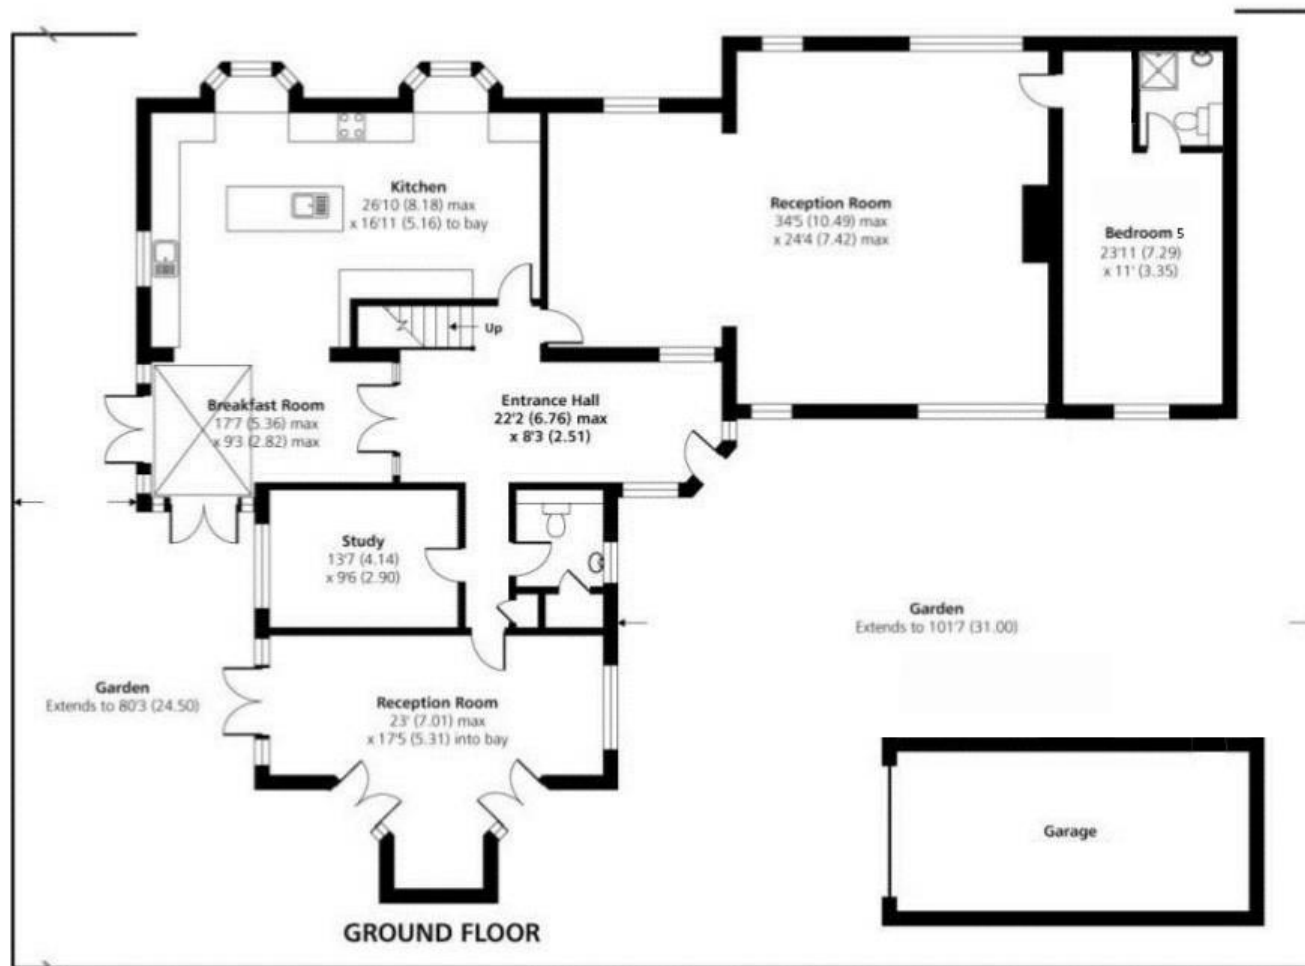 Kitchen
26'10 (8.18) max
x 16'11 (5.16) to bay
Reception Room
34'5 (10.49) max
x 24'4 (7.42) max
Bedroom 5
23'11 (7.29)
x 11' (3.35)
Up
Breakfast Room
17'7 (5.36) max
x 9'3 (2.82) max
Entrance Hall
22'2 (6.76) max
x 8'3 (2.51)
Study
13'7 (4.14)
x 9'6 (2.90)
Garden
Extends to 101'7 (31.00)
Garden
Extends to 80'3 (24.50)
Reception Room
23' (7.01) max
x 17'5 (5.31) into bay
Garage
GROUND FLOOR